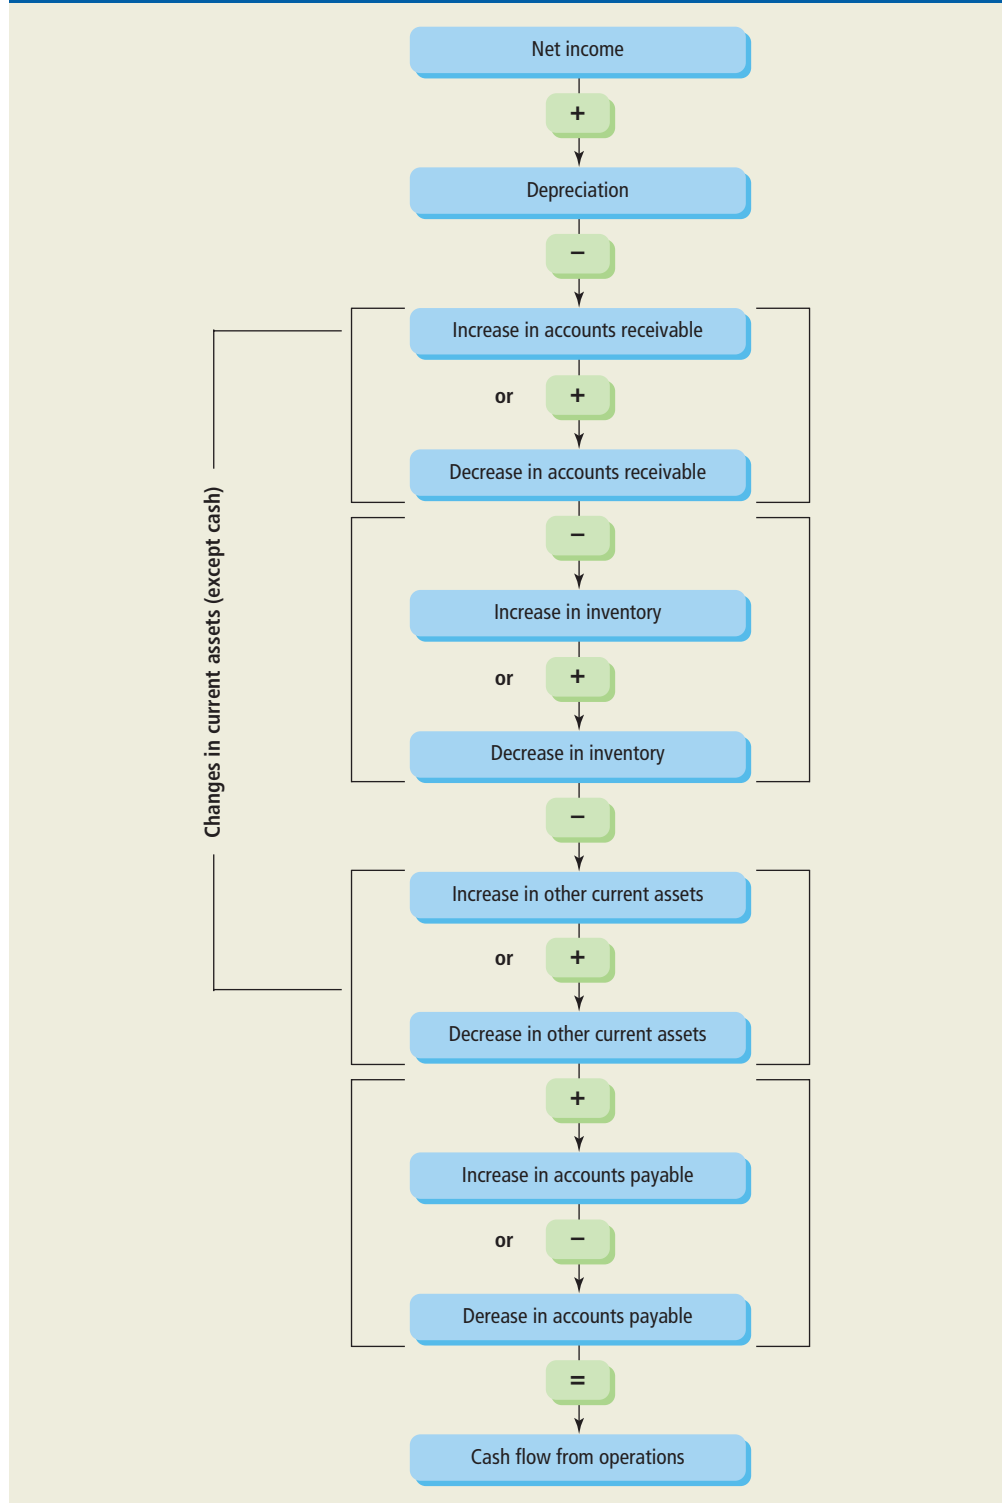 Net income
+
Depreciation
–
Increase in accounts receivable
or
+
Decrease in accounts receivable
–
Increase in inventory
or
+
Decrease in inventory
–
Increase in other current assets
or
+
Decrease in other current assets
+
Increase in accounts payable
or
–
Derease in accounts payable
=
Cash flow from operations
Changes in current assets (except cash)